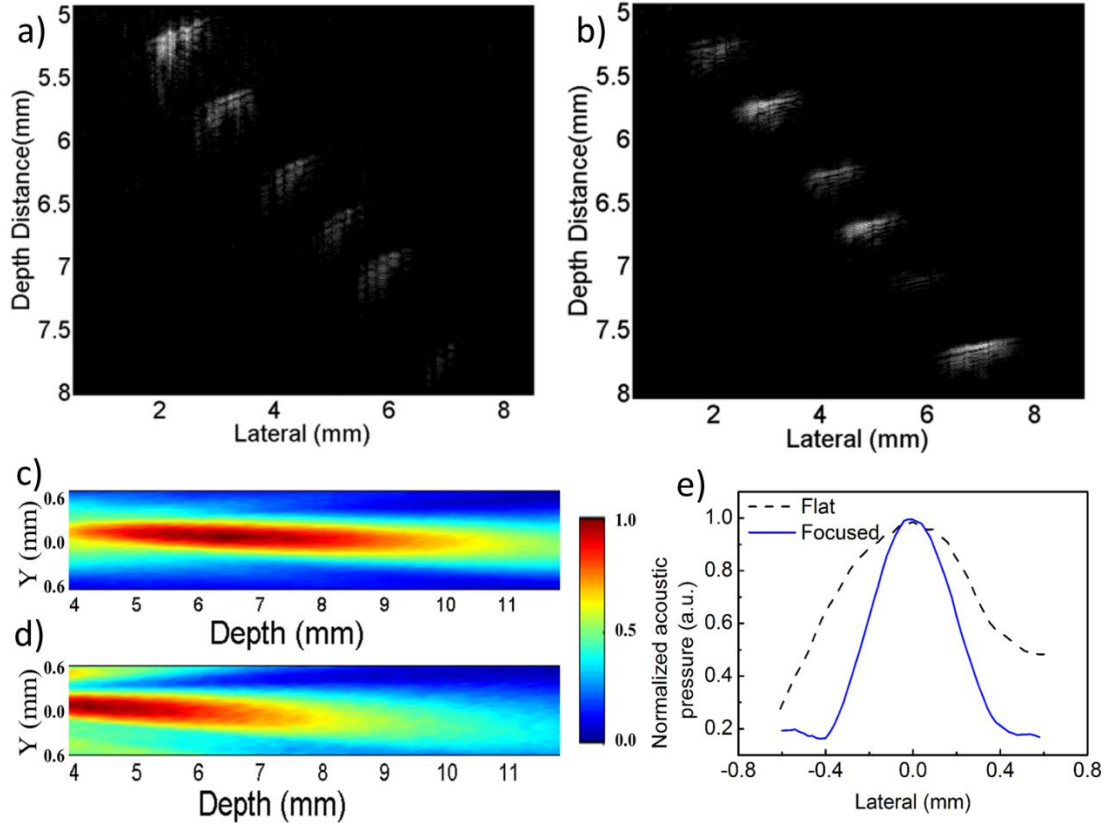 a)
5
5.5
6
6.5
7
7.5
8
Depth Distance(mm)
2 4 6 8
Lateral (mm)
b)
5
5.5
6
6.5
7
7.5
8
Depth Distance(mm)
2 4 6 8
Lateral (mm)
c)
0.6
0.0
0.6
Y (mm)
4 5 6 7 8 9 10 11
Depth (mm)
d)
0.6
0.0
0.6
Y (mm)
4 5 6 7 8 9 10 11
Depth (mm)
1.0
0.5
0.0
e)
Flat
Focused
1.0
0.8
0.6
0.4
0.2
Normalized acoustic
pressure (a.u.)
-0.8 -0.4 0.0 0.4 0.8
Lateral (mm)